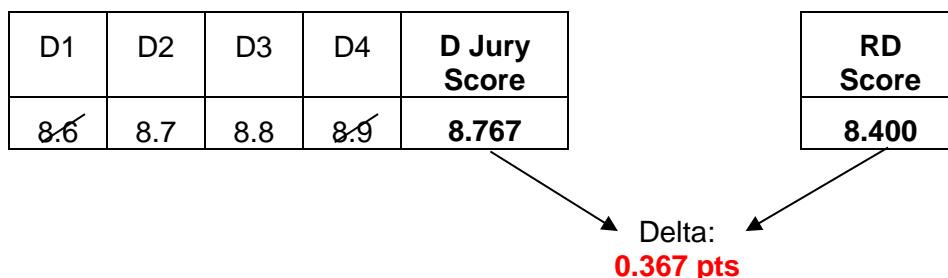 D1 D2 D3 D4 D Jury Score RD Score
8.6 8.7 8.8 8.9 8.767 8.400
Delta:
0.367 pts